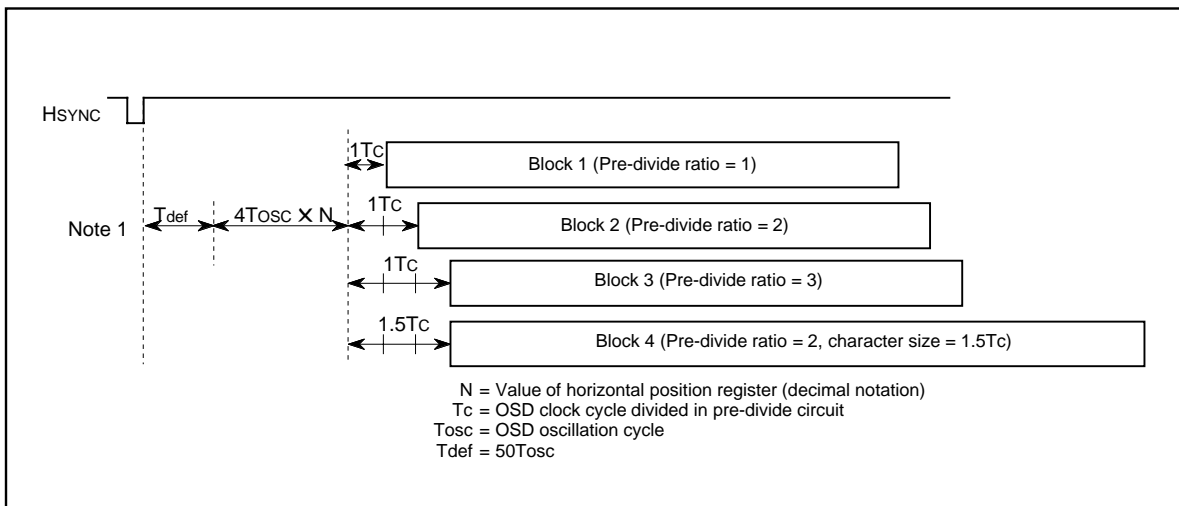 HSYNC
1TC
Block 1 (Pre-divide ratio = 1)
Note 1
Tdef
4TOSC × N
1TC
Block 2 (Pre-divide ratio = 2)
1TC
Block 3 (Pre-divide ratio = 3)
1.5TC
Block 4 (Pre-divide ratio = 2, character size = 1.5Tc)
N = Value of horizontal position register (decimal notation)
Tc = OSD clock cycle divided in pre-divide circuit
Tosc = OSD oscillation cycle
Tdef = 50Tosc